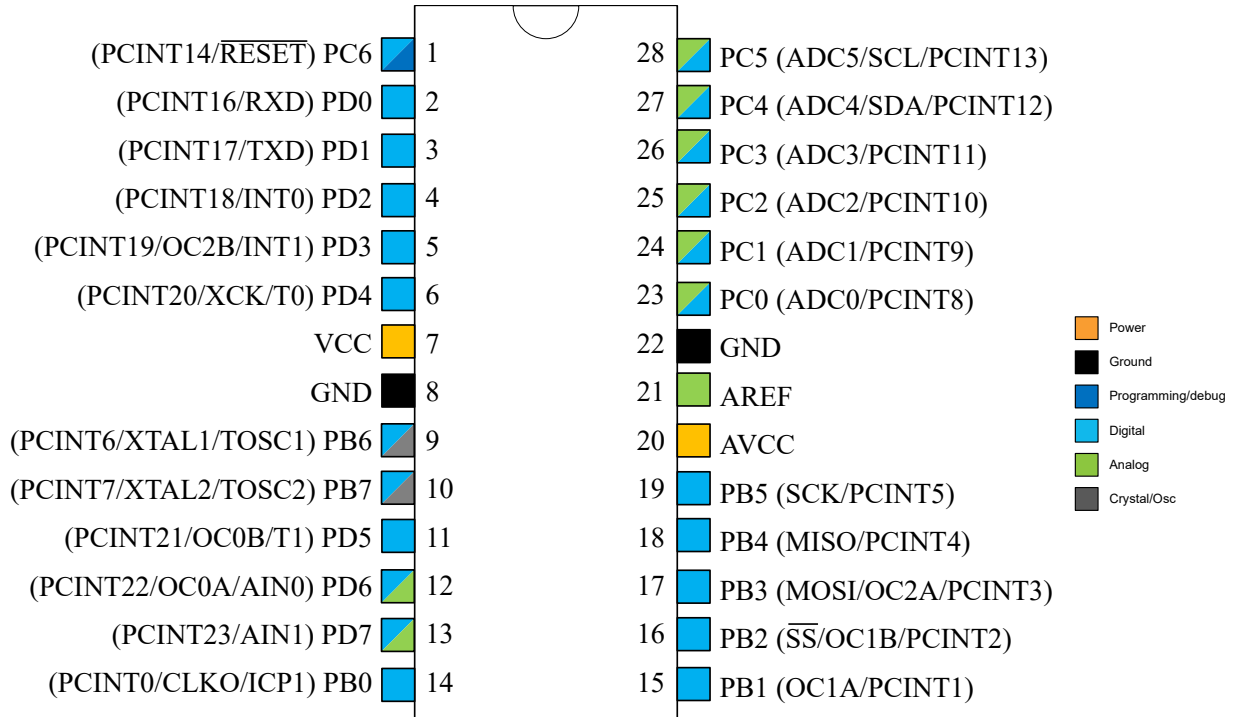 (PCINT14/RESET) PC6 1
(PCINT16/RXD) PD0 2
(PCINT17/TXD) PD1 3
(PCINT18/INT0) PD2 4
(PCINT19/OC2B/INT1) PD3 5
(PCINT20/XCK/T0) PD4 6
VCC 7
GND 8
(PCINT6/XTAL1/TOSC1) PB6 9
(PCINT7/XTAL2/TOSC2) PB7 10
(PCINT21/OC0B/T1) PD5 11
(PCINT22/OC0A/AIN0) PD6 12
(PCINT23/AIN1) PD7 13
(PCINT0/CLKO/ICP1) PB0 14
28 PC5 (ADC5/SCL/PCINT13)
27 PC4 (ADC4/SDA/PCINT12)
26 PC3 (ADC3/PCINT11)
25 PC2 (ADC2/PCINT10)
24 PC1 (ADC1/PCINT9)
23 PC0 (ADC0/PCINT8)
22 GND
21 AREF
20 AVCC
19 PB5 (SCK/PCINT5)
18 PB4 (MISO/PCINT4)
17 PB3 (MOSI/OC2A/PCINT3)
16 PB2 (SS/OC1B/PCINT2)
15 PB1 (OC1A/PCINT1)
Power
Ground
Programming/debug
Digital
Analog
Crystal/Osc